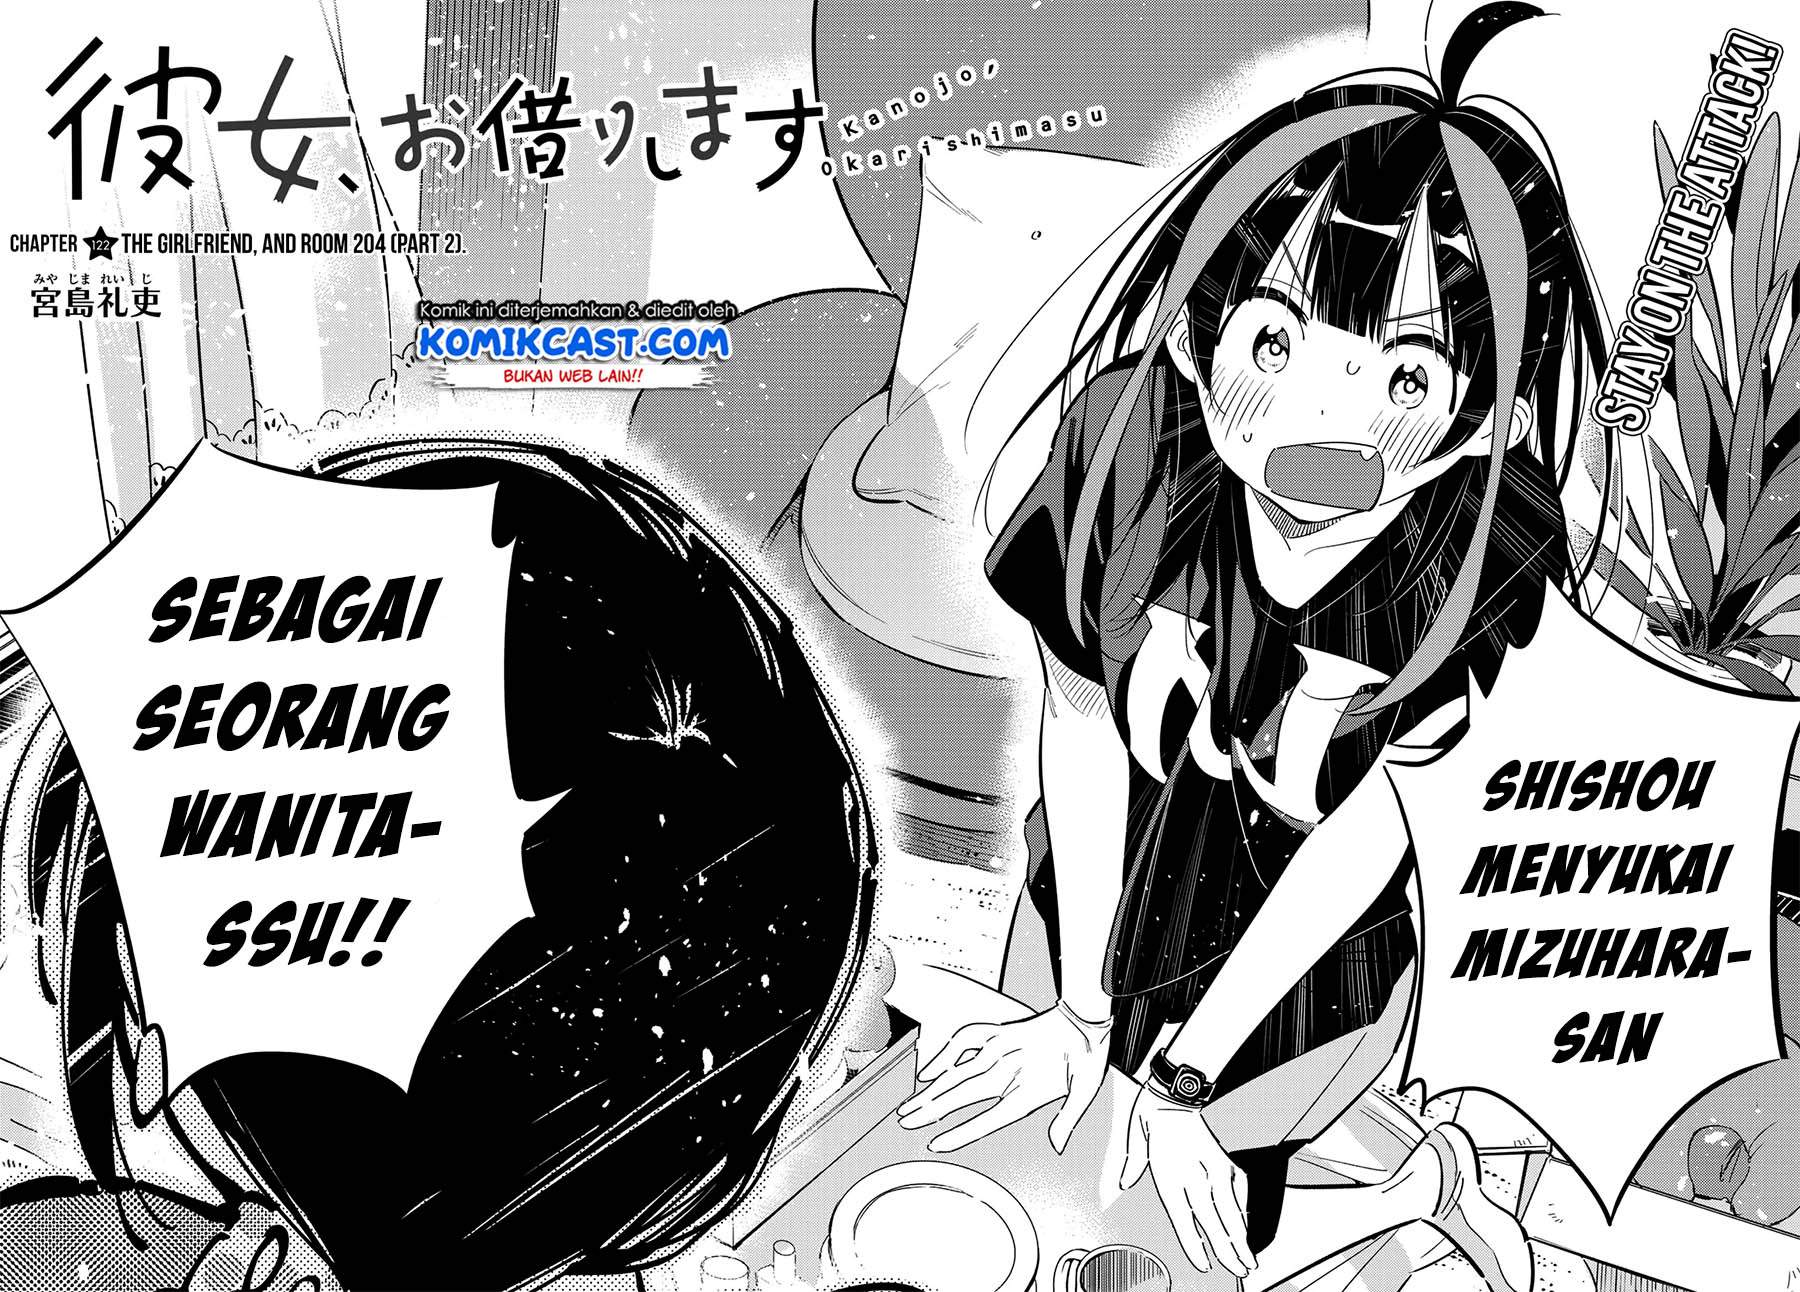 彼女、お借りします
Kanojo,
Okarishimasu
CHAPTER 122 THE GIRLFRIEND, AND ROOM 204 (PART 2).
みや じま れい じ
宮島礼吏
Komik ini diterjemahkan & diedit oleh
KOMIKCAST.COM
BUKAN WEB LAIN!!
STAY ON THE ATTACK!
SHISHOU
MENYUKAI
MIZUHARA-
SAN
SEBAGAI
SEORANG
WANITA-
SSU!!